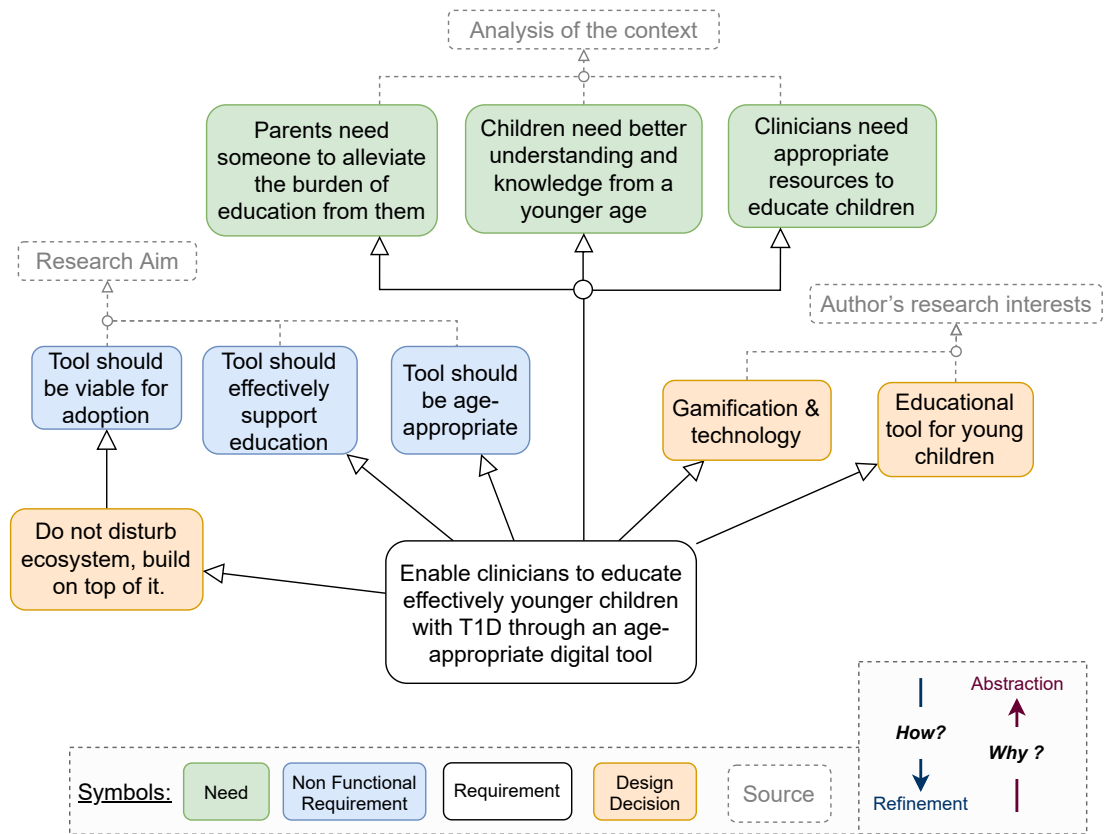 Analysis of the context
Parents need
someone to alleviate
the burden of
education from them
Children need better
understanding and
knowledge from a
younger age
Clinicians need
appropriate
resources to
educate children
Research Aim
Author's research interests
Tool should
be viable for
adoption
Tool should
effectively
support
education
Tool should
be age-
appropriate
Gamification &
technology
Educational
tool for young
children
Do not disturb
ecosystem, build
on top of it.
Enable clinicians to educate
effectively younger children
with T1D through an age-
appropriate digital tool
Abstraction
How?
Why ?
Refinement
Symbols:
Need
Non Functional
Requirement
Requirement
Design
Decision
Source